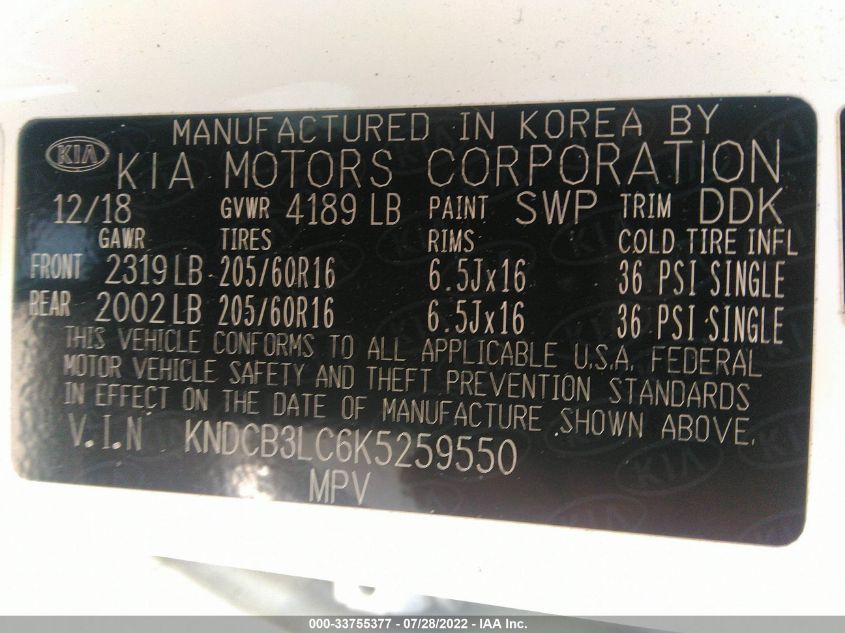 MANUFACTURED IN KOREA BY
KIA KIA MOTORS CORPORATION
12/18 GVWR 4189 LB PAINT SWP TRIM DDK
GAWR TIRES RIMS COLD TIRE INFL
FRONT 2319 LB 205/60R16 6.5Jx16 36 PSI SINGLE
REAR 2002 LB 205/60R16 6.5Jx16 36 PSI SINGLE
THIS VEHICLE CONFORMS TO ALL APPLICABLE U.S.A. FEDERAL
MOTOR VEHICLE SAFETY AND THEFT PREVENTION STANDARDS
IN EFFECT ON THE DATE OF MANUFACTURE SHOWN ABOVE.
V.I.N KNDCB3LC6K5259550
MPV
000-33755377 - 07/28/2022 - IAA Inc.